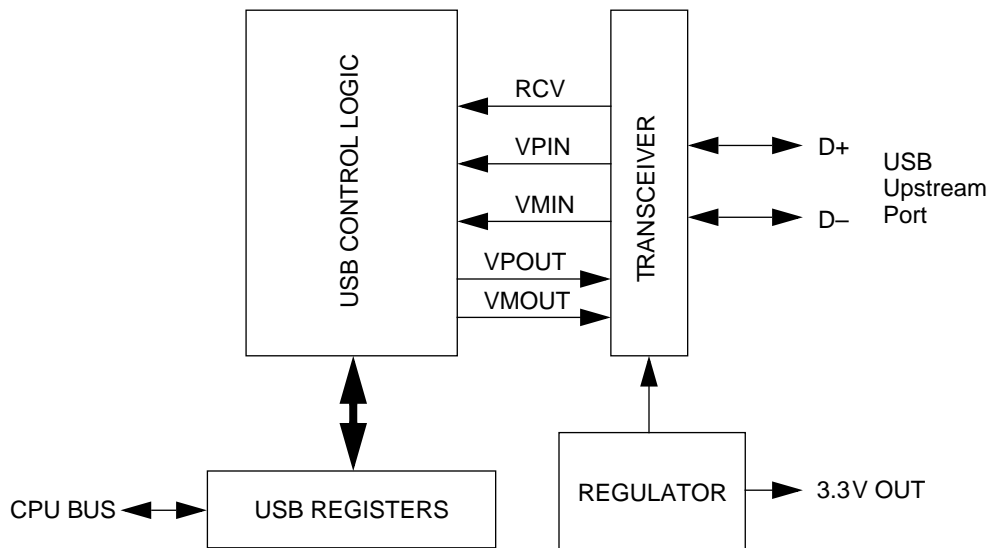 USB CONTROL LOGIC
RCV
VPIN
VMIN
VPOUT
VMOUT
TRANSCEIVER
D+
D–
USB
Upstream
Port
CPU BUS
USB REGISTERS
REGULATOR
3.3V OUT